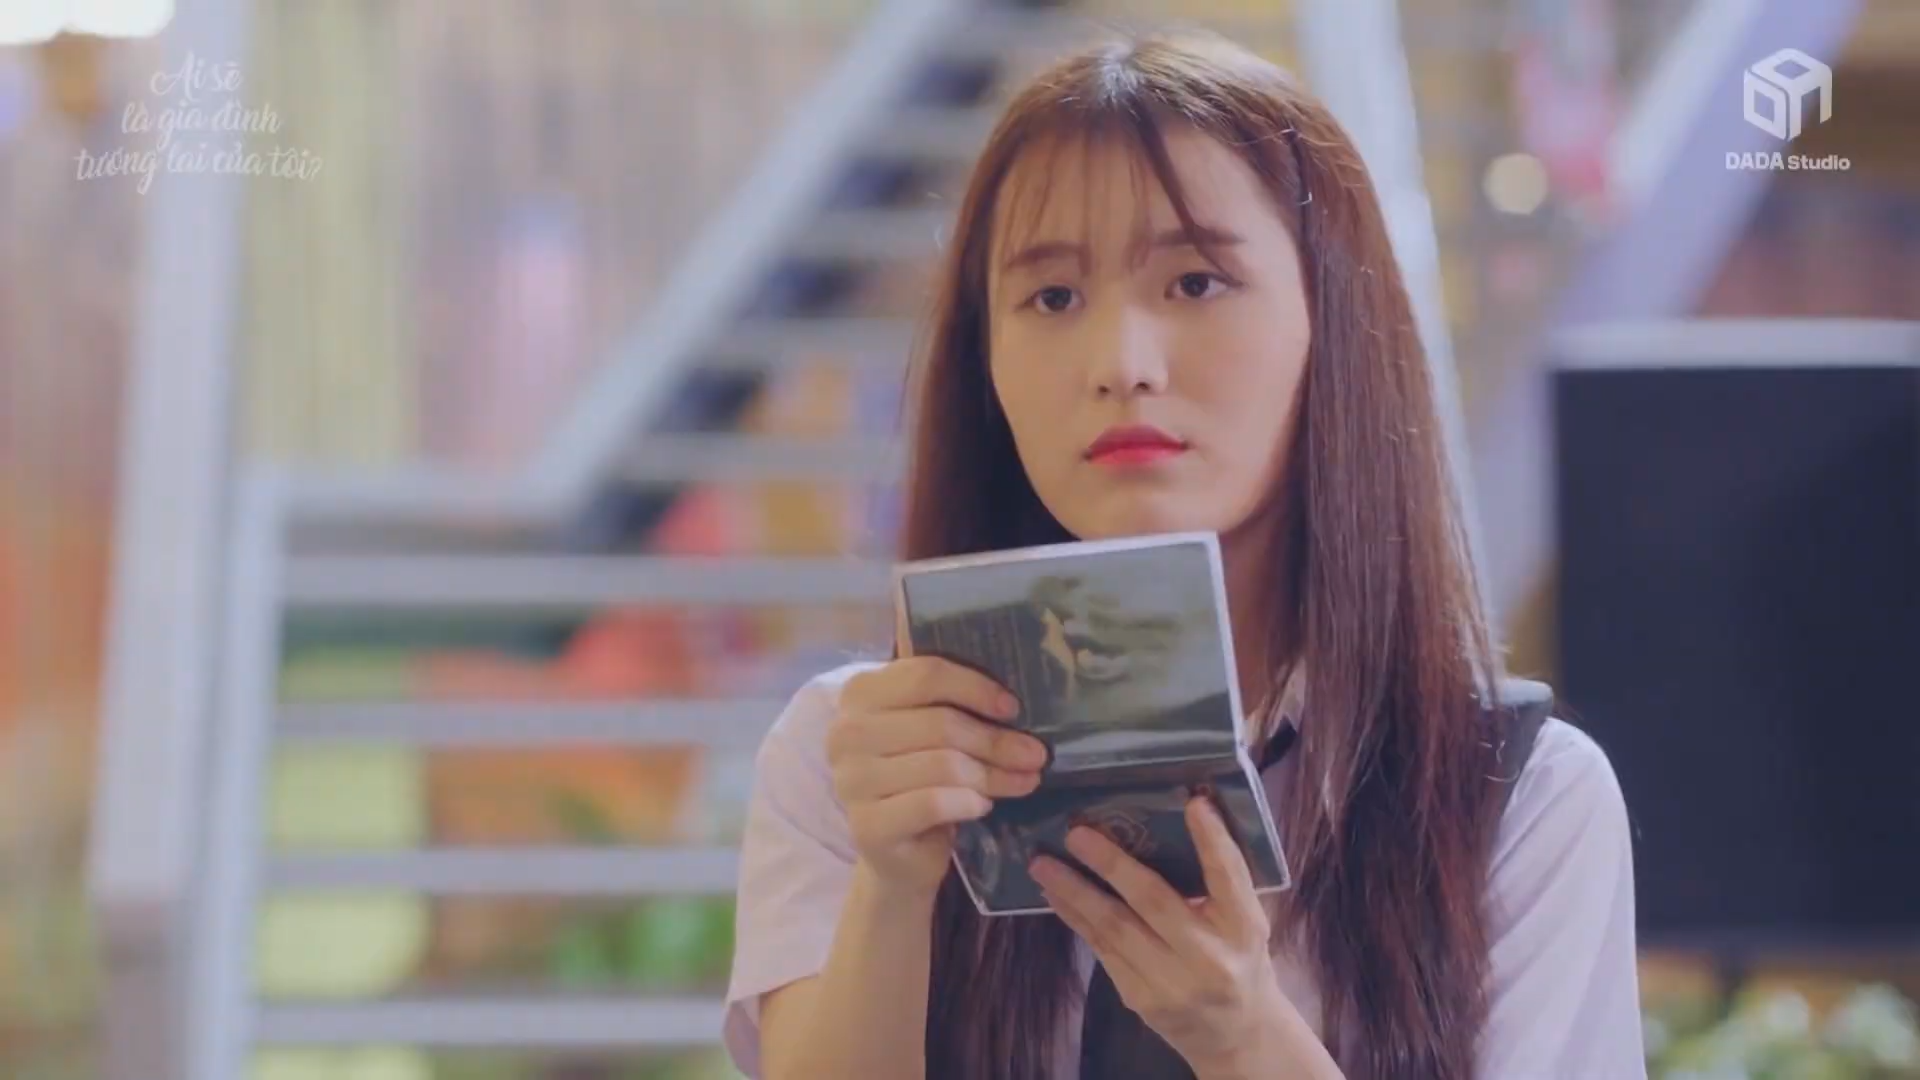 Ai sẽ
là gia đình
tương lai của tôi?
DADA Studio